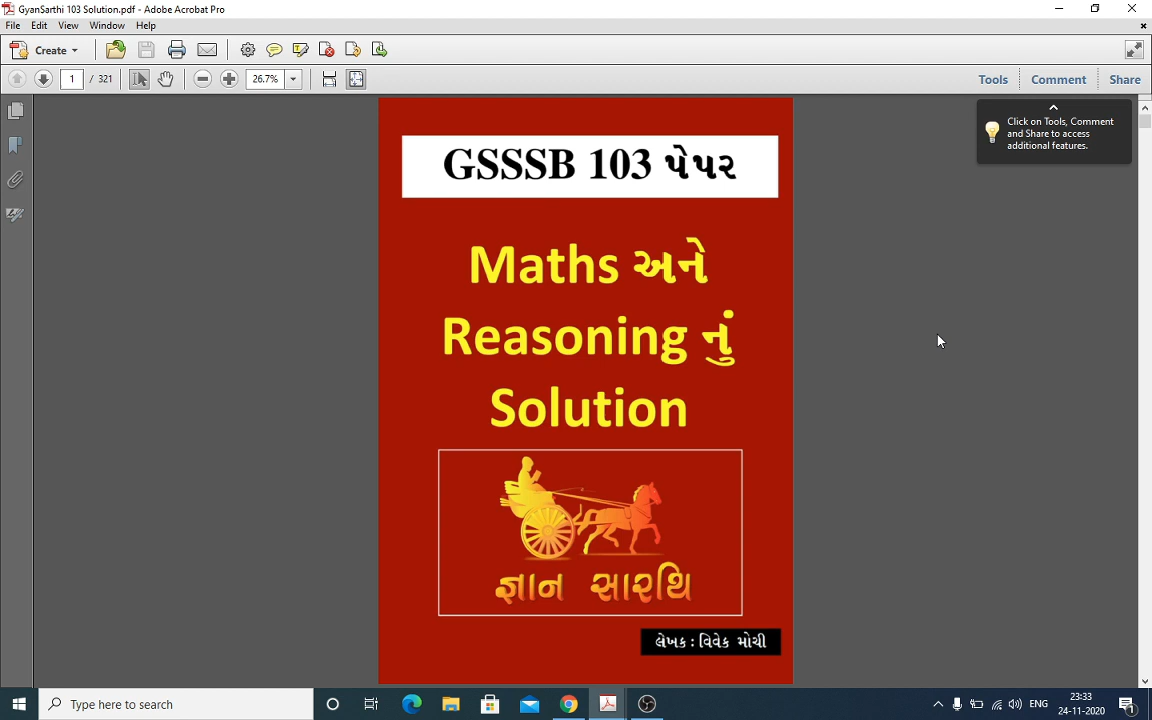 GyanSarthi 103 Solution.pdf - Adobe Acrobat Pro
File Edit View Window Help
Create
1 / 321 26.7% Tools Comment Share
Click on Tools, Comment
and Share to access
additional features.
GSSSB 103 પેપર
Maths અને
Reasoning નું
Solution
જ્ઞાન સારથિ
લેખક : વિવેક મોચી
Type here to search
ENG
23:33
24-11-2020
1